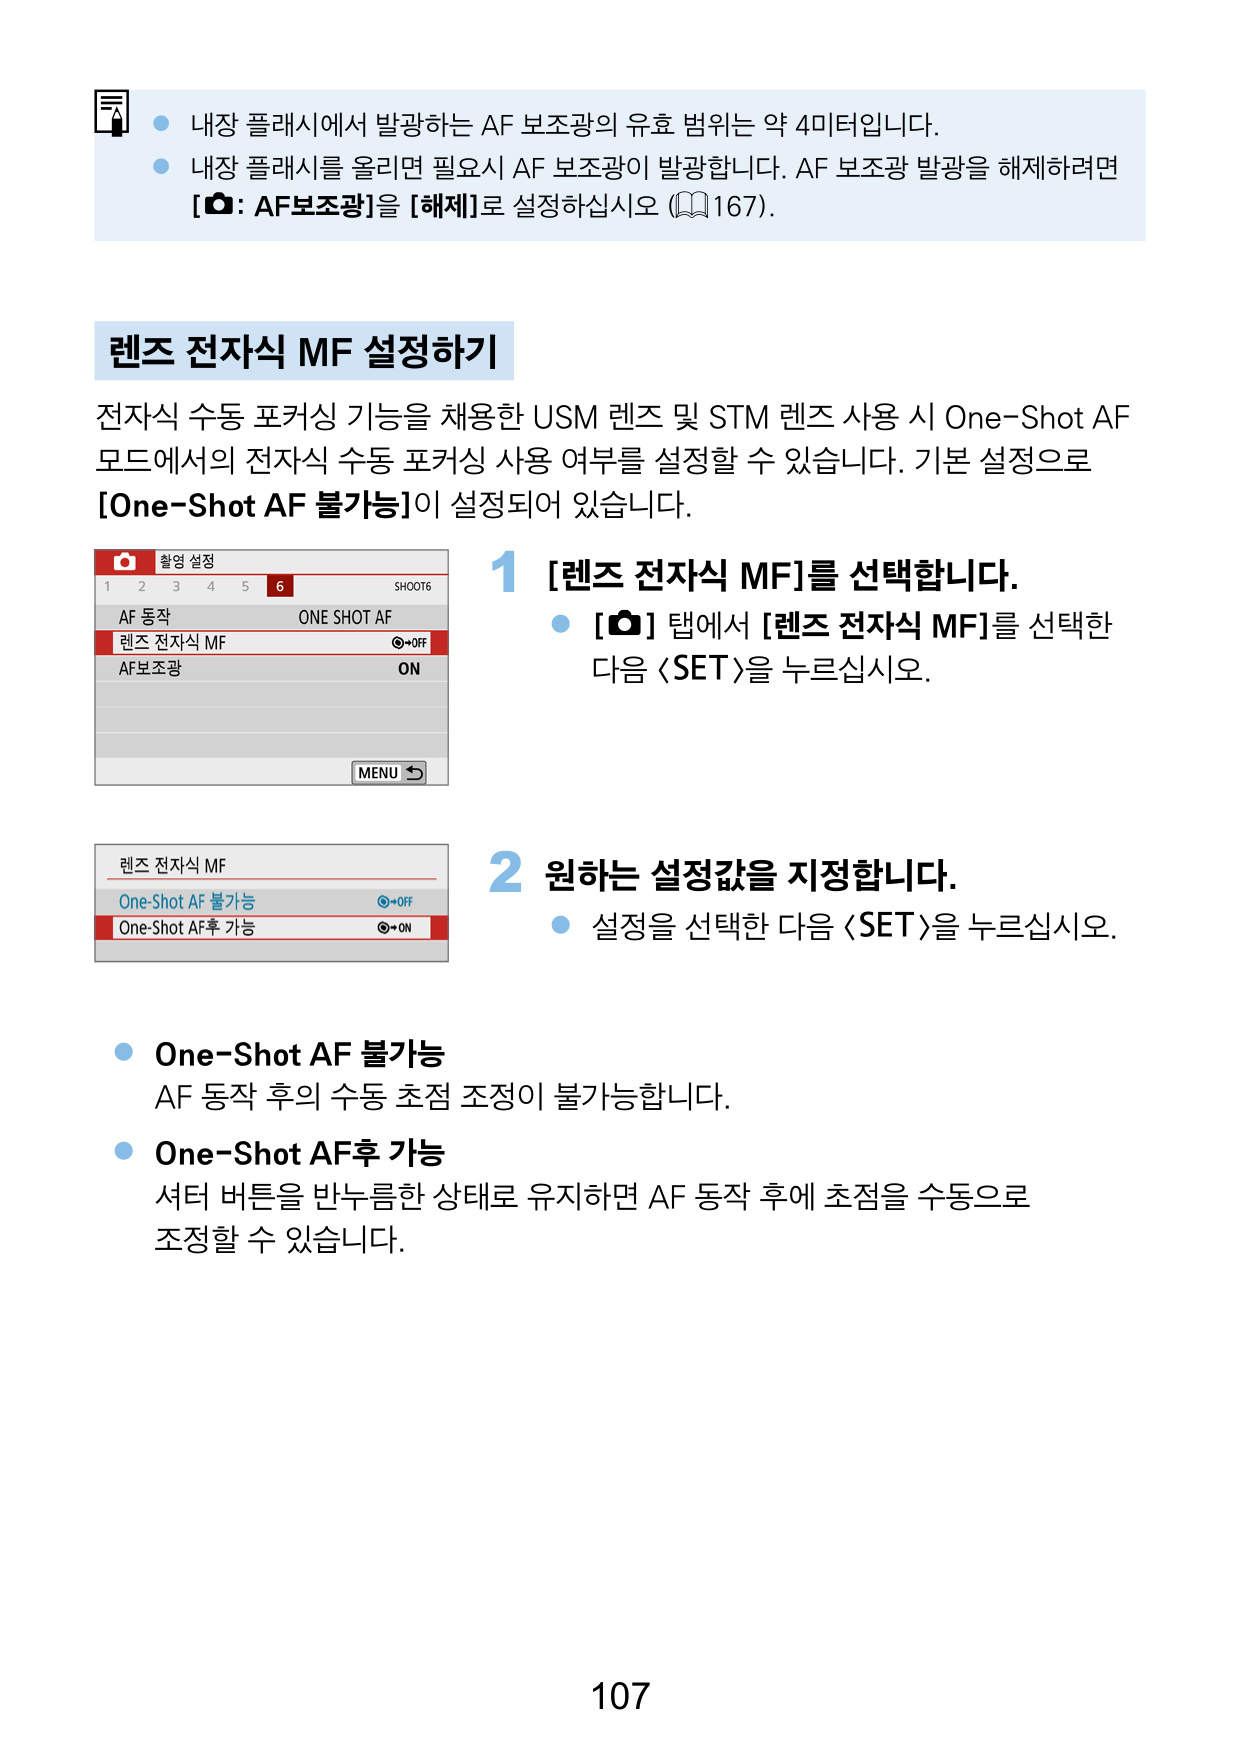 ● 내장 플래시에서 발광하는 AF 보조광의 유효 범위는 약 4미터입니다.
● 내장 플래시를 올리면 필요시 AF 보조광이 발광합니다. AF 보조광 발광을 해제하려면
[: AF보조광]을 [해제]로 설정하십시오 (167).
렌즈 전자식 MF 설정하기
전자식 수동 포커싱 기능을 채용한 USM 렌즈 및 STM 렌즈 사용 시 One-Shot AF
모드에서의 전자식 수동 포커싱 사용 여부를 설정할 수 있습니다. 기본 설정으로
[One-Shot AF 불가능]이 설정되어 있습니다.
촬영 설정
1 2 3 4 5 6 SHOOT6
AF 동작 ONE SHOT AF
렌즈 전자식 MF OFF
AF보조광 ON
MENU
1 [렌즈 전자식 MF]를 선택합니다.
● [] 탭에서 [렌즈 전자식 MF]를 선택한
다음 <SET>을 누르십시오.
렌즈 전자식 MF
One-Shot AF 불가능 OFF
One-Shot AF후 가능 ON
2 원하는 설정값을 지정합니다.
● 설정을 선택한 다음 <SET>을 누르십시오.
● One-Shot AF 불가능
AF 동작 후의 수동 초점 조정이 불가능합니다.
● One-Shot AF후 가능
셔터 버튼을 반누름한 상태로 유지하면 AF 동작 후에 초점을 수동으로
조정할 수 있습니다.
107